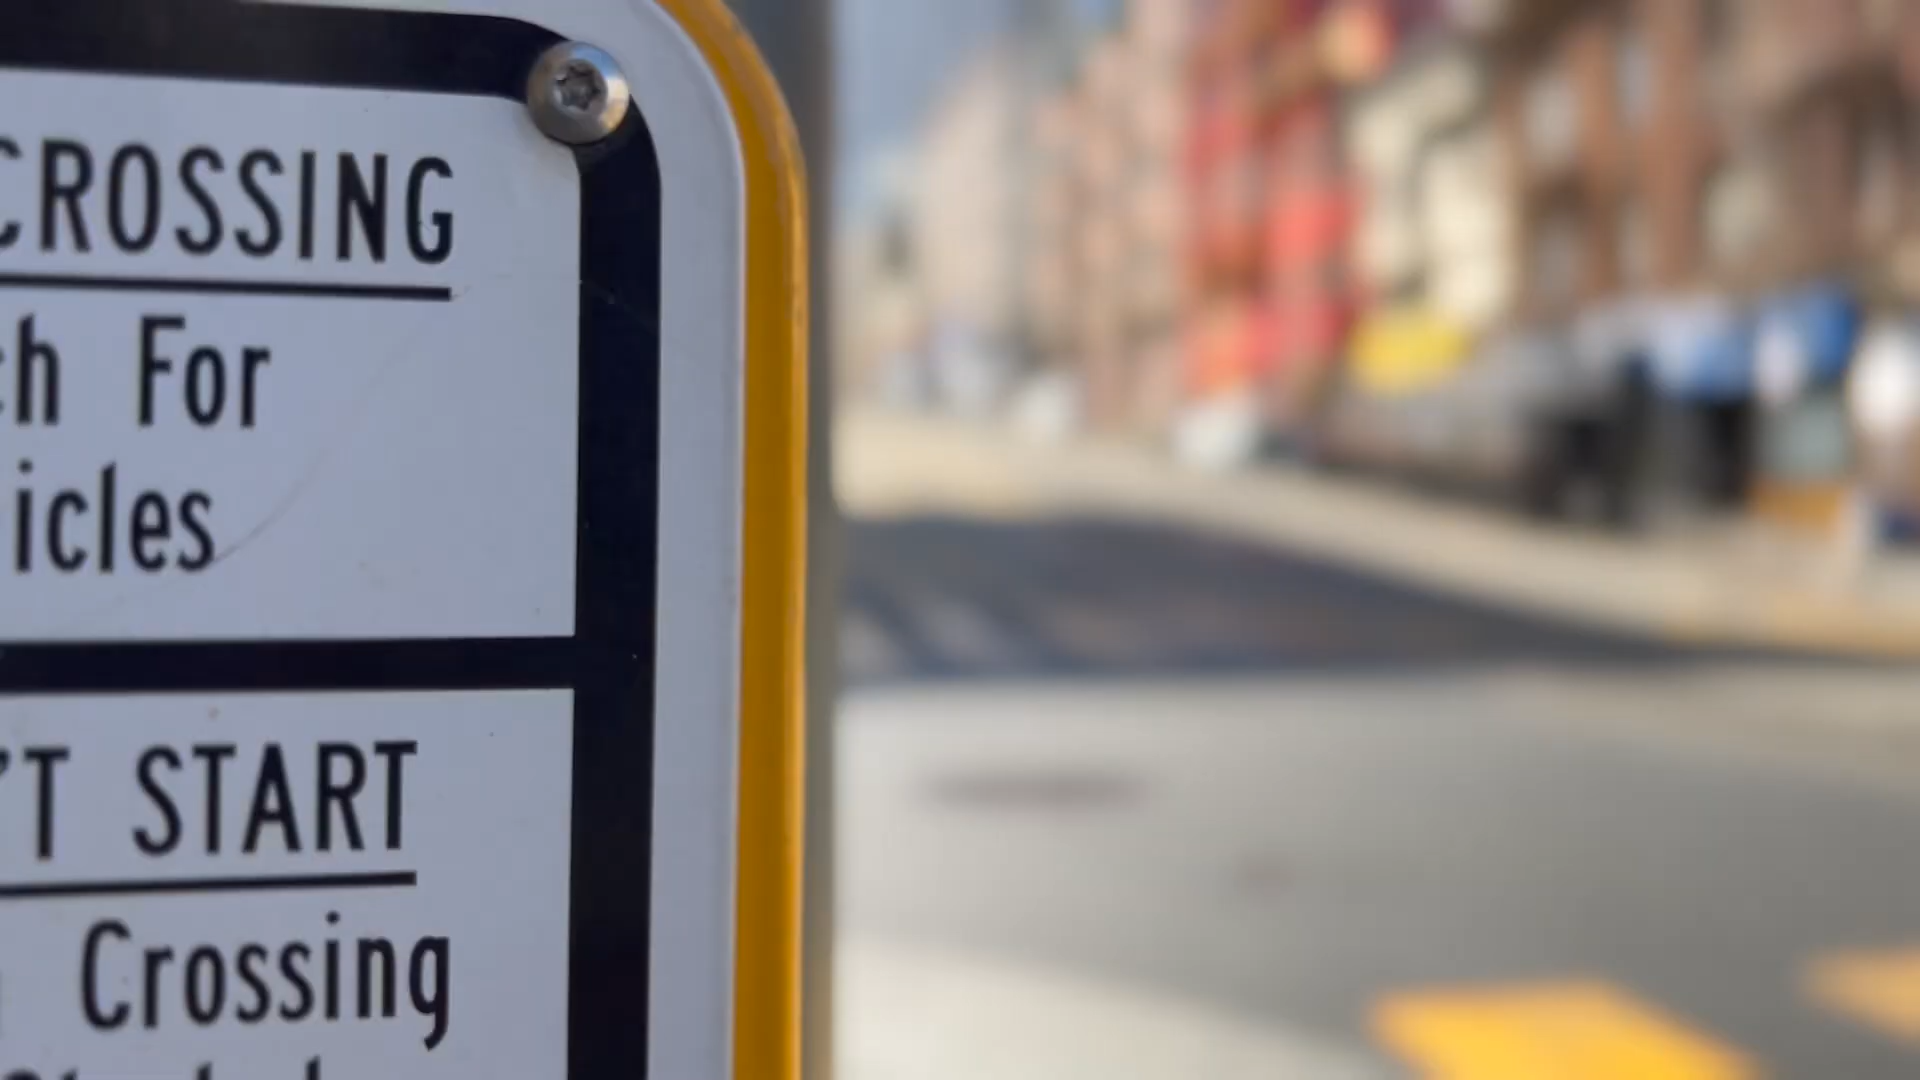 CROSSING
ch For
icles
'T START
Crossing